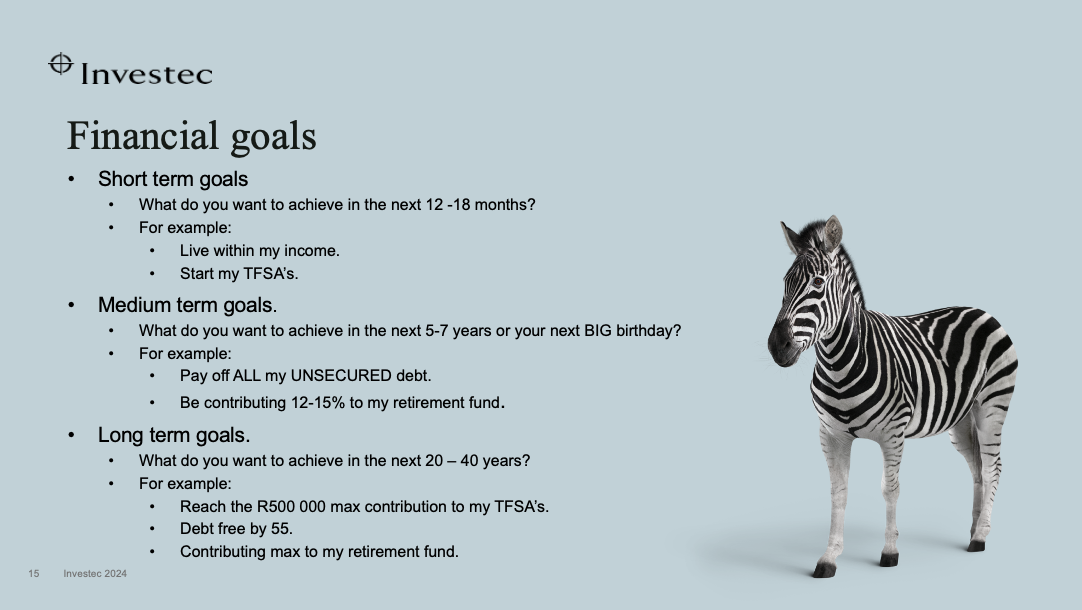 Investec
Financial goals
• Short term goals
• What do you want to achieve in the next 12 -18 months?
• For example:
• Live within my income.
• Start my TFSA’s.
• Medium term goals.
• What do you want to achieve in the next 5-7 years or your next BIG birthday?
• For example:
• Pay off ALL my UNSECURED debt.
• Be contributing 12-15% to my retirement fund.
• Long term goals.
• What do you want to achieve in the next 20 – 40 years?
• For example:
• Reach the R500 000 max contribution to my TFSA’s.
• Debt free by 55.
• Contributing max to my retirement fund.
15 Investec 2024